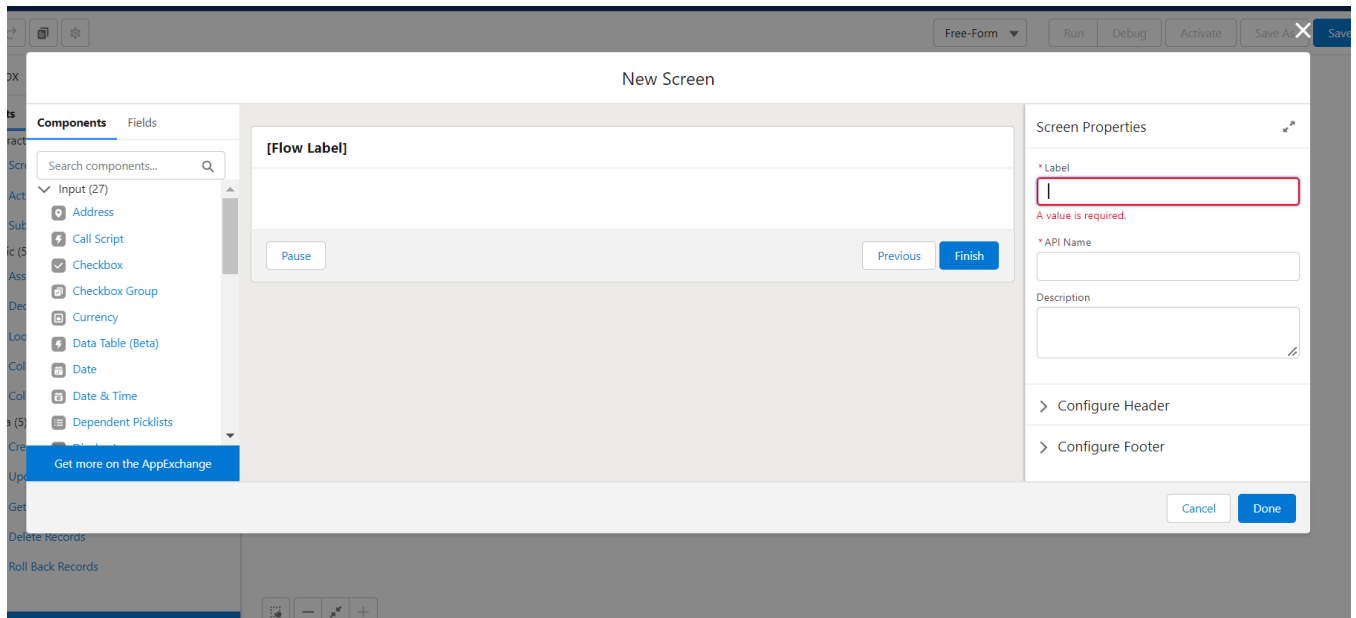 Free-Form
Run
Debug
Activate
Save As
Save
New Screen
Components
Fields
Search components...
Input (27)
Address
Call Script
Checkbox
Checkbox Group
Currency
Data Table (Beta)
Date
Date & Time
Dependent Picklists
Get more on the AppExchange
[Flow Label]
Pause
Previous
Finish
Screen Properties
* Label
A value is required.
* API Name
Description
Configure Header
Configure Footer
Cancel
Done
Delete Records
Roll Back Records